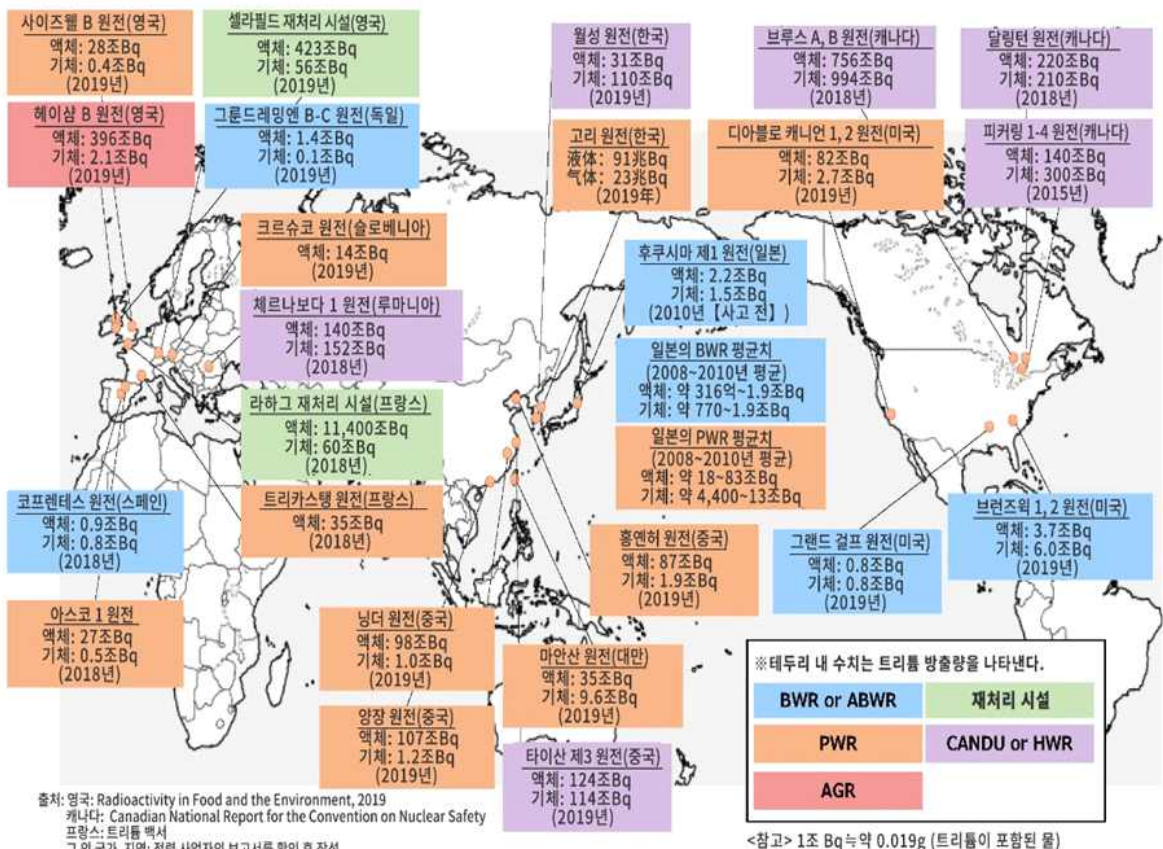 사이즈웰 B 원전(영국)
액체: 28조Bq
기체: 0.4조Bq
(2019년)
셀라필드 재처리 시설(영국)
액체: 423조Bq
기체: 56조Bq
(2019년)
월성 원전(한국)
액체: 31조Bq
기체: 110조Bq
(2019년)
브루스 A, B 원전(캐나다)
액체: 756조Bq
기체: 994조Bq
(2018년)
달링턴 원전(캐나다)
액체: 220조Bq
기체: 210조Bq
(2018년)
헤이샴 B 원전(영국)
액체: 396조Bq
기체: 2.1조Bq
(2019년)
그룬드레밍엔 B-C 원전(독일)
액체: 1.4조Bq
기체: 0.1조Bq
(2019년)
고리 원전(한국)
液体: 91兆Bq
气体: 23兆Bq
(2019年)
디아블로 캐니언 1, 2 원전(미국)
액체: 82조Bq
기체: 2.7조Bq
(2019년)
피커링 1-4 원전(캐나다)
액체: 140조Bq
기체: 300조Bq
(2015년)
크르슈코 원전(슬로베니아)
액체: 14조Bq
(2019년)
후쿠시마 제1 원전(일본)
액체: 2.2조Bq
기체: 1.5조Bq
(2010년【사고 전】)
체르나보다 1 원전(루마니아)
액체: 140조Bq
기체: 152조Bq
(2018년)
일본의 BWR 평균치
(2008~2010년 평균)
액체: 약 316억~1.9조Bq
기체: 약 770~1.9조Bq
라하그 재처리 시설(프랑스)
액체: 11,400조Bq
기체: 60조Bq
(2018년)
일본의 PWR 평균치
(2008~2010년 평균)
액체: 약 18~83조Bq
기체: 약 4,400~13조Bq
코프렌테스 원전(스페인)
액체: 0.9조Bq
기체: 0.8조Bq
(2018년)
트리카스탱 원전(프랑스)
액체: 35조Bq
(2018년)
홍옌허 원전(중국)
액체: 87조Bq
기체: 1.9조Bq
(2019년)
그랜드 걸프 원전(미국)
액체: 0.8조Bq
기체: 0.8조Bq
(2019년)
브런즈윅 1, 2 원전(미국)
액체: 3.7조Bq
기체: 6.0조Bq
(2019년)
아스코 1 원전
액체: 27조Bq
기체: 0.5조Bq
(2018년)
닝더 원전(중국)
액체: 98조Bq
기체: 1.0조Bq
(2019년)
마안산 원전(대만)
액체: 35조Bq
기체: 9.6조Bq
(2019년)
양장 원전(중국)
액체: 107조Bq
기체: 1.2조Bq
(2019년)
타이산 제3 원전(중국)
액체: 124조Bq
기체: 114조Bq
(2019년)
※테두리 내 수치는 트리튬 방출량을 나타낸다.
BWR or ABWR
재처리 시설
PWR
CANDU or HWR
AGR
출처: 영국: Radioactivity in Food and the Environment, 2019
캐나다: Canadian National Report for the Convention on Nuclear Safety
프랑스: 트리튬 백서
그 외 국가, 지역: 전력 사업자의 보고서를 확인 후 작성
<참고> 1조 Bq≒약 0.019g (트리튬이 포함된 물)